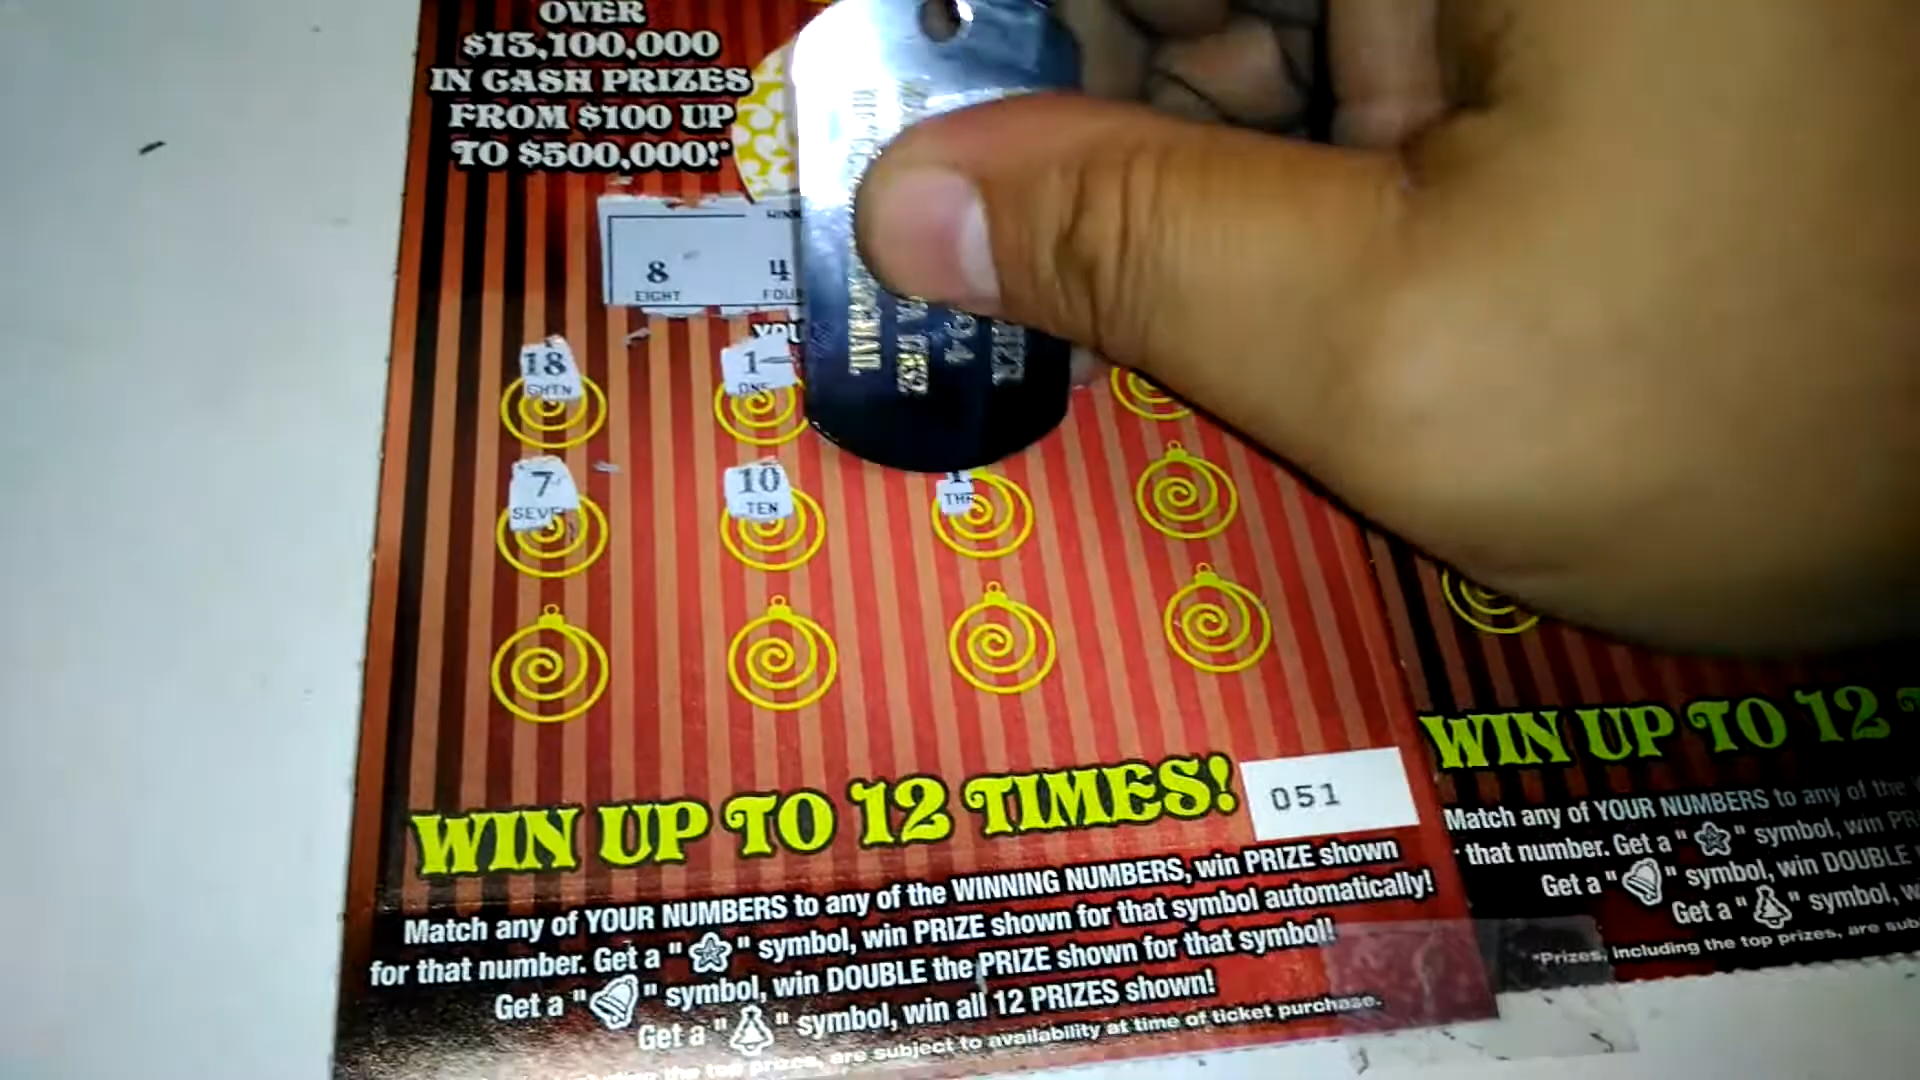 OVER
$13,100,000
IN CASH PRIZES
FROM $100 UP
TO $500,000!*
8 4
EIGHT
18 1
ONE
7 10
TEN
WIN UP TO 12 TIMES!
051
Match any of YOUR NUMBERS to any of the WINNING NUMBERS, win PRIZE shown
for that number. Get a " " symbol, win PRIZE shown for that symbol automatically!
Get a " " symbol, win DOUBLE the PRIZE shown for that symbol!
Get a " " symbol, win all 12 PRIZES shown!
the top prizes, are subject to availability at time of ticket purchase.
WIN UP TO 12
Match any of YOUR NUMBERS to any of the
that number. Get a " " symbol, win
Get a " " symbol, win DOUBLE
Get a " " symbol,
*Prizes, including the top prizes, are